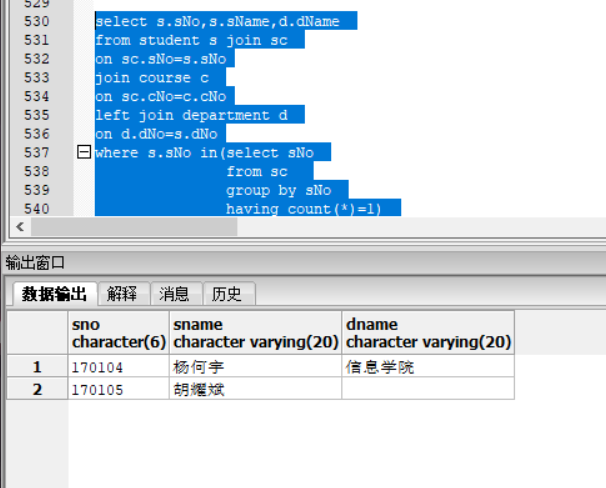 529
530 select s.sNo,s.sName,d.dName
531 from student s join sc
532 on sc.sNo=s.sNo
533 join course c
534 on sc.cNo=c.cNo
535 left join department d
536 on d.dNo=s.dNo
537 where s.sNo in(select sNo
538 from sc
539 group by sNo
540 having count(*)=1)
输出窗口
数据输出 解释 消息 历史
sno sname dname
character(6) character varying(20) character varying(20)
1 170104 杨何宇 信息学院
2 170105 胡耀斌